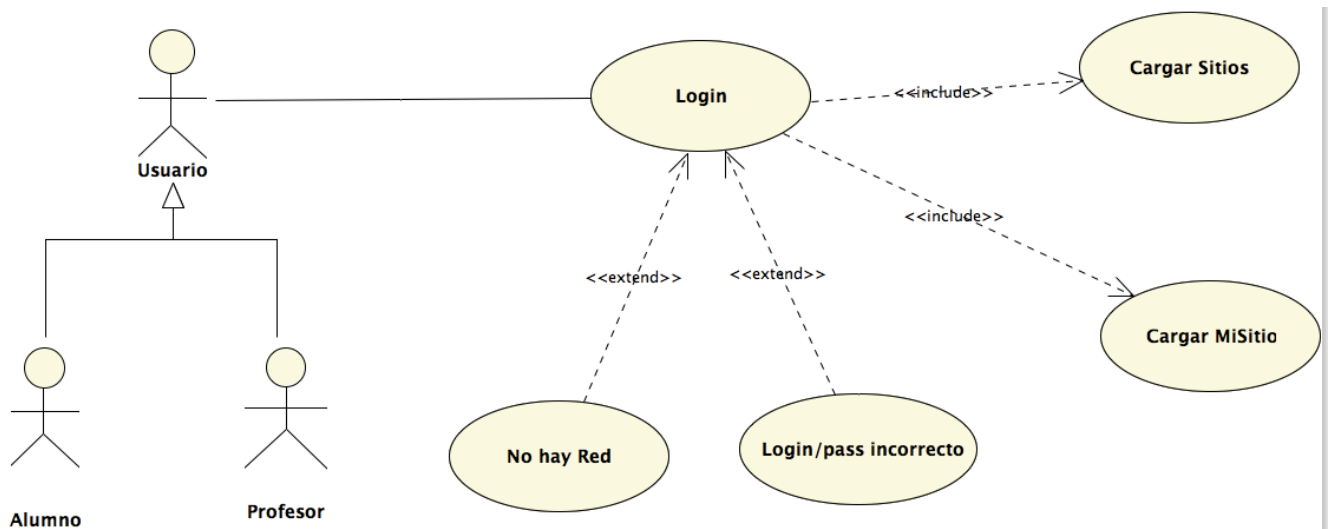 Login
Cargar Sitios
<<include>>
Usuario
<<include>>
<<extend>>
<<extend>>
Cargar MiSitio
No hay Red
Login/pass incorrecto
Alumno
Profesor